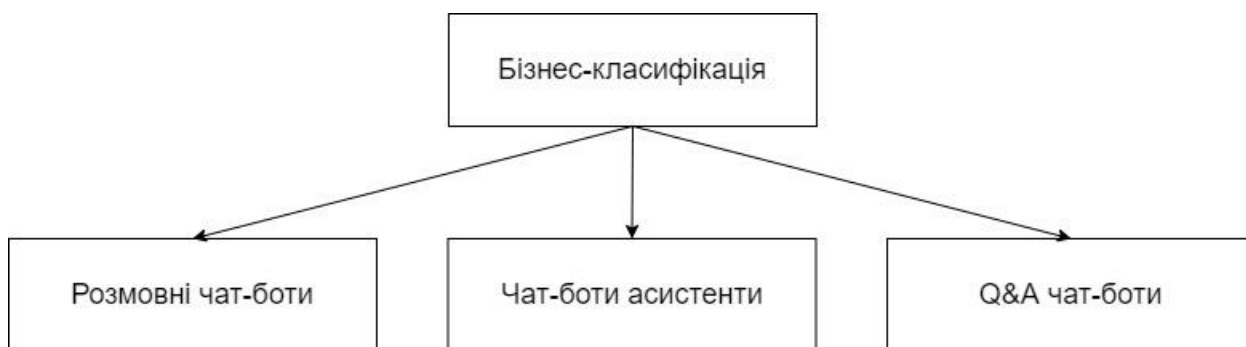 Бізнес-класифікація
Розмовні чат-боти
Чат-боти асистенти
Q&A чат-боти